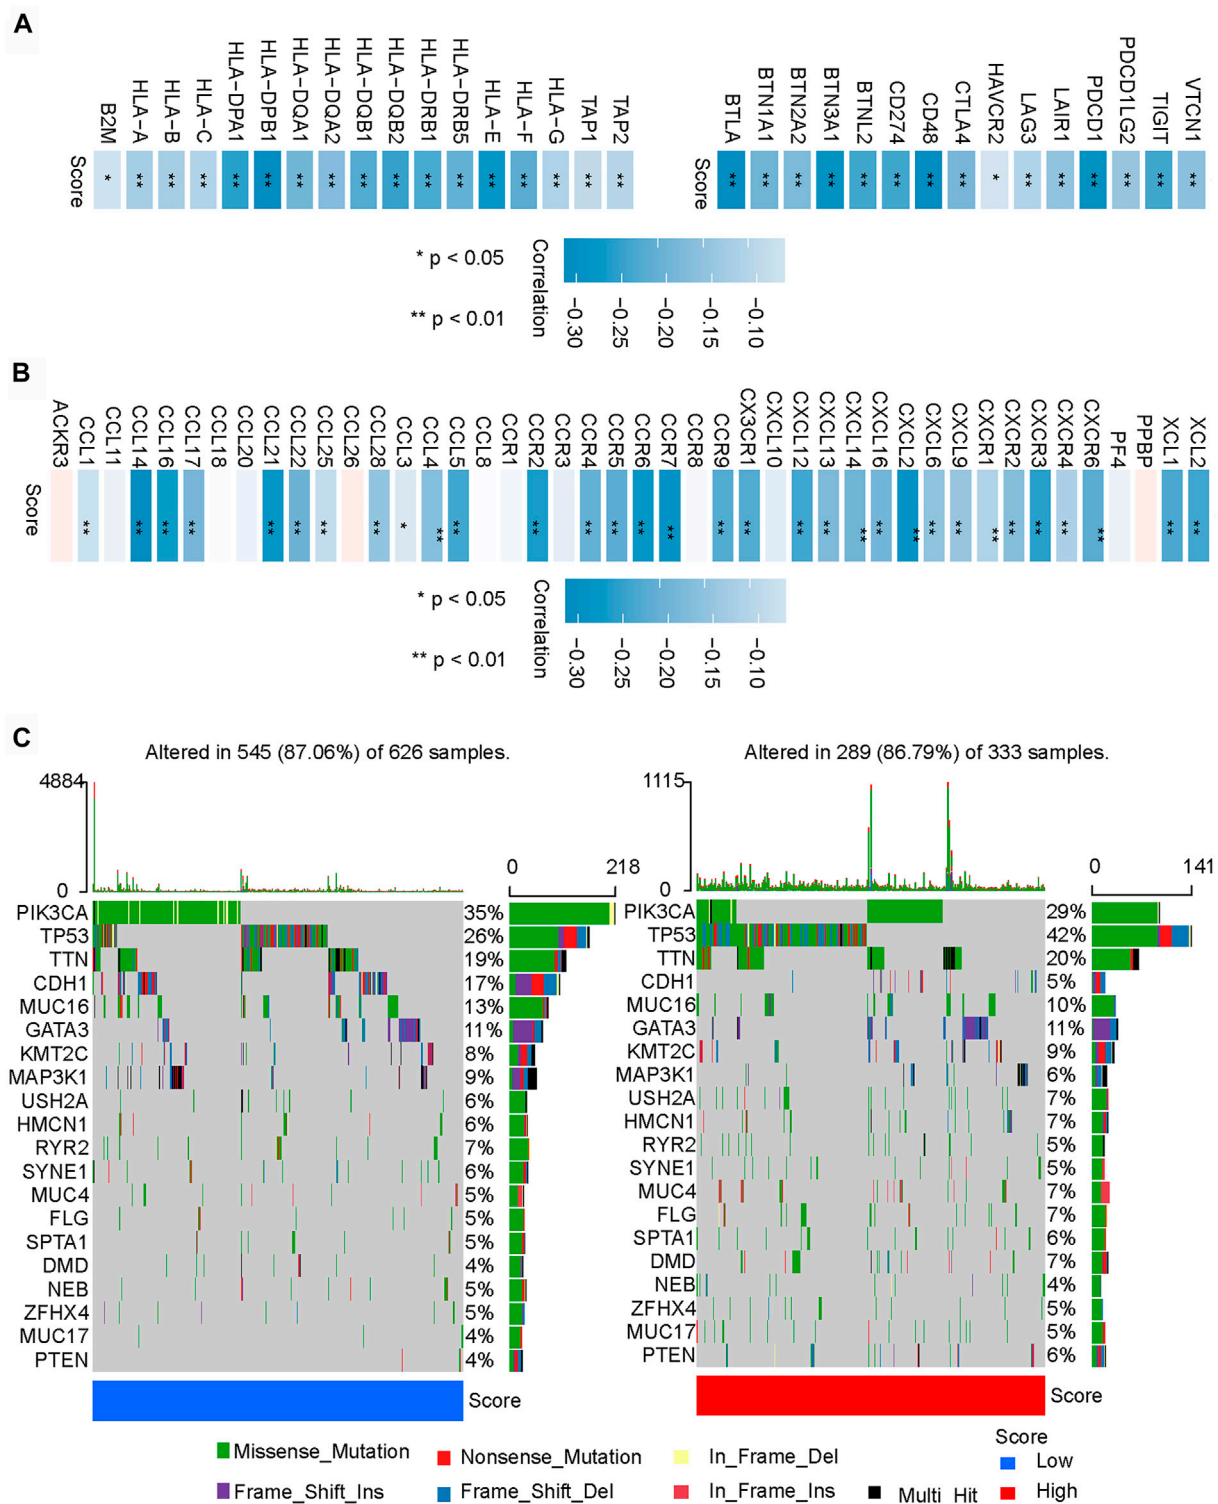 A
B2M
HLA-A
HLA-B
HLA-C
HLA-DPA1
HLA-DPB1
HLA-DQA1
HLA-DQA2
HLA-DQB1
HLA-DQB2
HLA-DRB1
HLA-DRB5
HLA-E
HLA-F
HLA-G
TAP1
TAP2
Score
* ** ** ** ** ** ** ** ** ** ** ** ** ** ** ** **
BTLA
BTN1A1
BTN2A2
BTN3A1
BTNL2
CD274
CD48
CTLA4
HAVCR2
LAG3
LAIR1
PDCD1
PDCD1LG2
TIGIT
VTCN1
Score
** ** ** ** ** ** ** ** * ** ** ** ** ** **
* p < 0.05
** p < 0.01
Correlation
-0.30
-0.25
-0.20
-0.15
-0.10
B
ACKR3
CCL1
CCL11
CCL14
CCL16
CCL17
CCL18
CCL20
CCL21
CCL22
CCL25
CCL26
CCL28
CCL3
CCL4
CCL5
CCL8
CCR1
CCR2
CCR3
CCR4
CCR5
CCR6
CCR7
CCR8
CCR9
CX3CR1
CXCL10
CXCL12
CXCL13
CXCL14
CXCL16
CXCL2
CXCL6
CXCL9
CXCR1
CXCR2
CXCR3
CXCR4
CXCR6
PF4
PPBP
XCL1
XCL2
Score
** ** ** ** ** ** ** ** * ** ** ** ** ** ** ** ** ** ** ** ** ** ** ** ** ** ** ** ** ** ** ** **
* p < 0.05
** p < 0.01
Correlation
-0.30
-0.25
-0.20
-0.15
-0.10
C
Altered in 545 (87.06%) of 626 samples.
4884
0
0 218
PIK3CA 35%
TP53 26%
TTN 19%
CDH1 17%
MUC16 13%
GATA3 11%
KMT2C 8%
MAP3K1 9%
USH2A 6%
HMCN1 6%
RYR2 7%
SYNE1 6%
MUC4 5%
FLG 5%
SPTA1 5%
DMD 4%
NEB 5%
ZFHX4 5%
MUC17 4%
PTEN 4%
Score
Altered in 289 (86.79%) of 333 samples.
1115
0
0 141
PIK3CA 29%
TP53 42%
TTN 20%
CDH1 5%
MUC16 10%
GATA3 11%
KMT2C 9%
MAP3K1 6%
USH2A 7%
HMCN1 7%
RYR2 5%
SYNE1 5%
MUC4 7%
FLG 7%
SPTA1 6%
DMD 7%
NEB 4%
ZFHX4 5%
MUC17 5%
PTEN 6%
Score
Missense_Mutation
Nonsense_Mutation
In_Frame_Del
Frame_Shift_Ins
Frame_Shift_Del
In_Frame_Ins
Multi_Hit
Score
Low
High